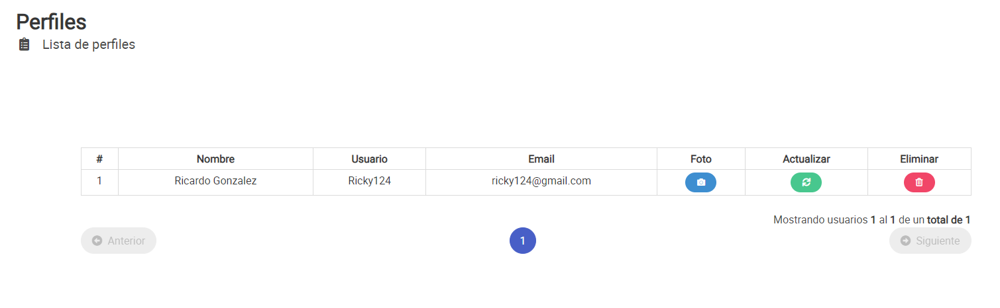 Perfiles
Lista de perfiles
# Nombre Usuario Email Foto Actualizar Eliminar
1 Ricardo Gonzalez Ricky124 ricky124@gmail.com
Mostrando usuarios 1 al 1 de un total de 1
Anterior 1 Siguiente